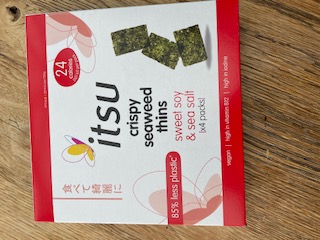 24
calories
itsu
crispy
seaweed
thins
sweet soy
& sea salt
(x4 packs)
vegan | high in vitamin B12 | high in iodine
85% less plastic*
食べて綺麗に